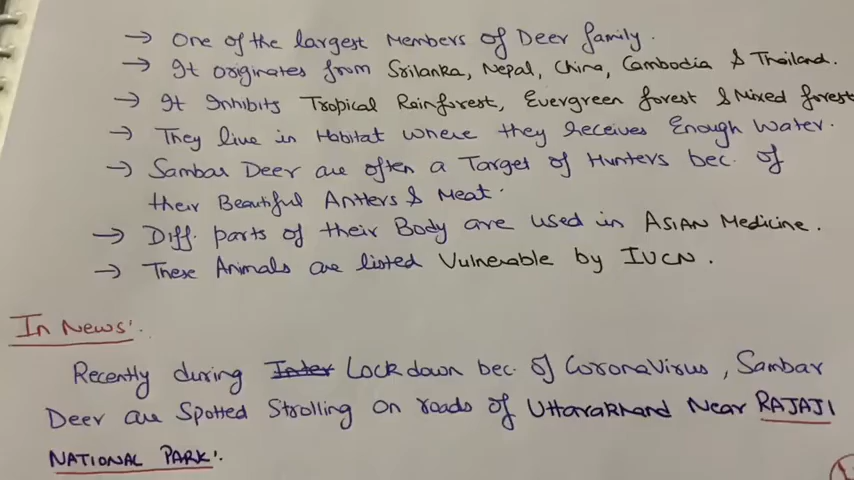 → One of the largest Members of Deer family.
→ It originates from Srilanka, Nepal, China, Cambodia & Thailand.
→ It Inhibits Tropical Rainforest, Evergreen forest & Mixed forest
→ They live in Habitat where they receives Enough Water.
→ Sambar Deer are often a Target of Hunters bec. of
their Beautiful Antlers & Meat.
→ Diff. parts of their Body are used in ASIAN Medicine.
→ These Animals are listed Vulnerable by IUCN.
In News:
Recently during Inter Lockdown bec. of CoronaVirus, Sambar
Deer are Spotted Strolling on roads of Uttarakhand Near RAJAJI
NATIONAL PARK.